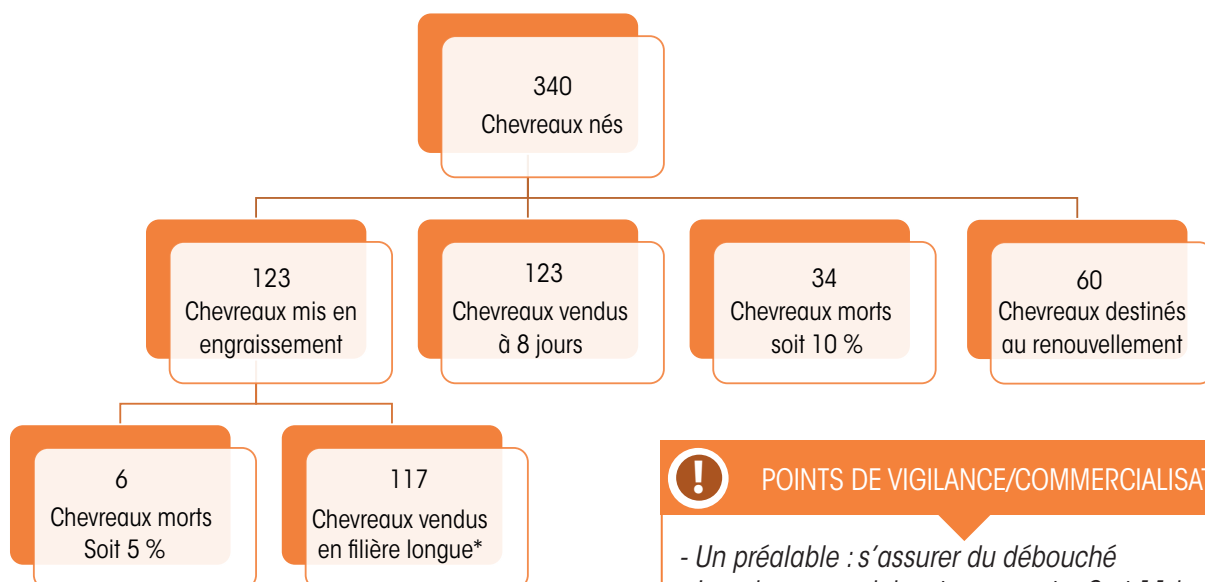 340
Chevreaux nés
123
Chevreaux mis en
engraissement
123
Chevreaux vendus
à 8 jours
34
Chevreaux morts
soit 10 %
60
Chevreaux destinés
au renouvellement
6
Chevreaux morts
Soit 5 %
117
Chevreaux vendus
en filière longue*
! POINTS DE VIGILANCE/COMMERCIALISAT
- Un préalable : s'assurer du débouché